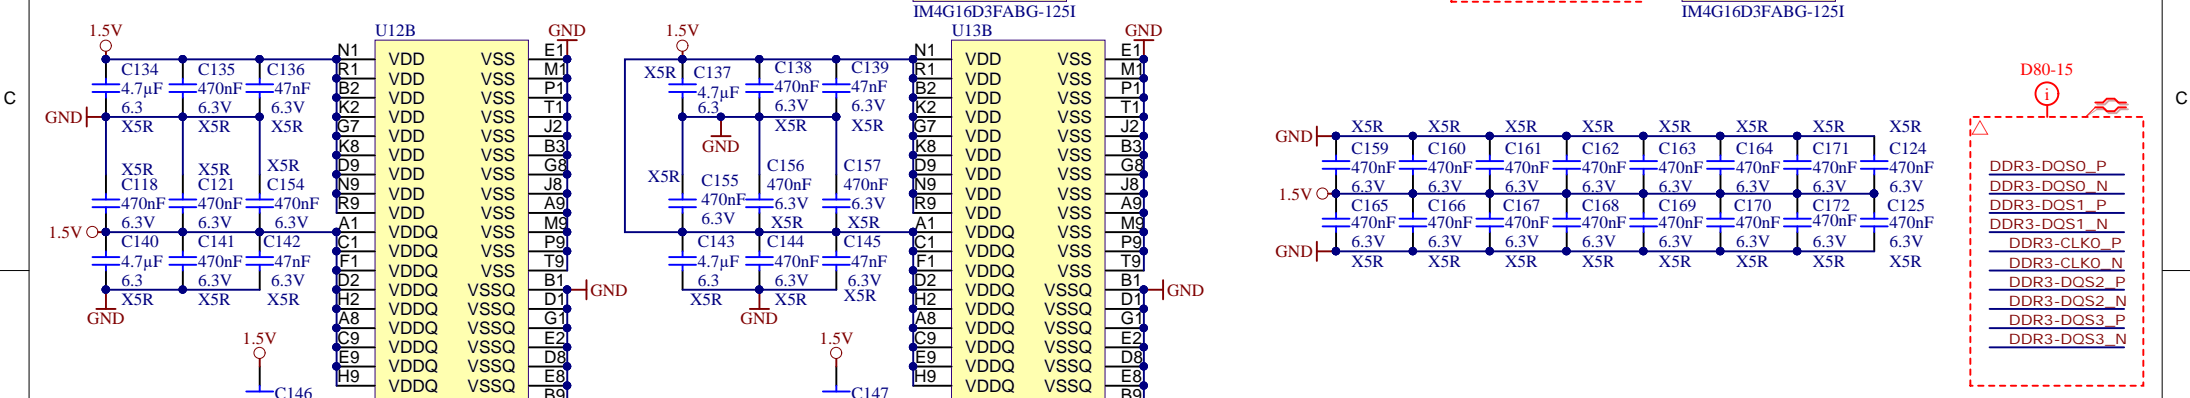 IM4G16D3FABG-125I
IM4G16D3FABG-125I
C
C
1.5V
U12B
GND
N1 VDD VSS E1
R1 VDD VSS M1
B2 VDD VSS P1
K2 VDD VSS T1
G7 VDD VSS J2
K8 VDD VSS B3
D9 VDD VSS G8
N9 VDD VSS J8
R9 VDD VSS A9
A1 VDDQ VSS M9
C1 VDDQ VSS P9
F1 VDDQ VSS T9
D2 VDDQ VSSQ B1
H2 VDDQ VSSQ D1
A8 VDDQ VSSQ G1
C9 VDDQ VSSQ E2
E9 VDDQ VSSQ D8
H9 VDDQ VSSQ E8
B9
GND
C134 C135 C136
4.7µF 470nF 47nF
6.3 6.3V 6.3V
X5R X5R X5R
GND
X5R X5R X5R
C118 C121 C154
470nF 470nF 470nF
6.3V 6.3V 6.3V
1.5V
C140 C141 C142
4.7µF 470nF 47nF
6.3 6.3V 6.3V
X5R X5R X5R
GND
1.5V
C146
1.5V
U13B
GND
N1 VDD VSS E1
R1 VDD VSS M1
B2 VDD VSS P1
K2 VDD VSS T1
G7 VDD VSS J2
K8 VDD VSS B3
D9 VDD VSS G8
N9 VDD VSS J8
R9 VDD VSS A9
A1 VDDQ VSS M9
C1 VDDQ VSS P9
F1 VDDQ VSS T9
D2 VDDQ VSSQ B1
H2 VDDQ VSSQ D1
A8 VDDQ VSSQ G1
C9 VDDQ VSSQ E2
E9 VDDQ VSSQ D8
H9 VDDQ VSSQ E8
B9
GND
X5R C137 C138 C139
4.7µF 470nF 47nF
6.3 6.3V 6.3V
X5R X5R
GND
X5R C155 C156 C157
470nF 470nF 470nF
6.3V 6.3V 6.3V
X5R X5R
C143 C144 C145
4.7µF 470nF 47nF
6.3 6.3V 6.3V
X5R X5R X5R
GND
1.5V
C147
GND
X5R X5R X5R X5R X5R X5R X5R X5R
C159 C160 C161 C162 C163 C164 C171 C124
470nF 470nF 470nF 470nF 470nF 470nF 470nF 470nF
6.3V 6.3V 6.3V 6.3V 6.3V 6.3V 6.3V 6.3V
1.5V
C165 C166 C167 C168 C169 C170 C172 C125
470nF 470nF 470nF 470nF 470nF 470nF 470nF 470nF
6.3V 6.3V 6.3V 6.3V 6.3V 6.3V 6.3V 6.3V
GND
X5R X5R X5R X5R X5R X5R X5R X5R
D80-15
i
DDR3-DQS0_P
DDR3-DQS0_N
DDR3-DQS1_P
DDR3-DQS1_N
DDR3-CLK0_P
DDR3-CLK0_N
DDR3-DQS2_P
DDR3-DQS2_N
DDR3-DQS3_P
DDR3-DQS3_N